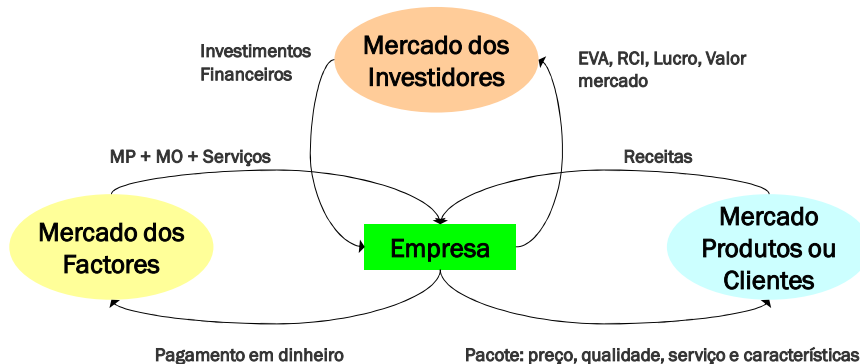 Mercado dos
Investidores
Investimentos
Financeiros
EVA, RCI, Lucro, Valor
mercado
MP + MO + Serviços
Receitas
Mercado dos
Factores
Empresa
Mercado
Produtos ou
Clientes
Pagamento em dinheiro
Pacote: preço, qualidade, serviço e características